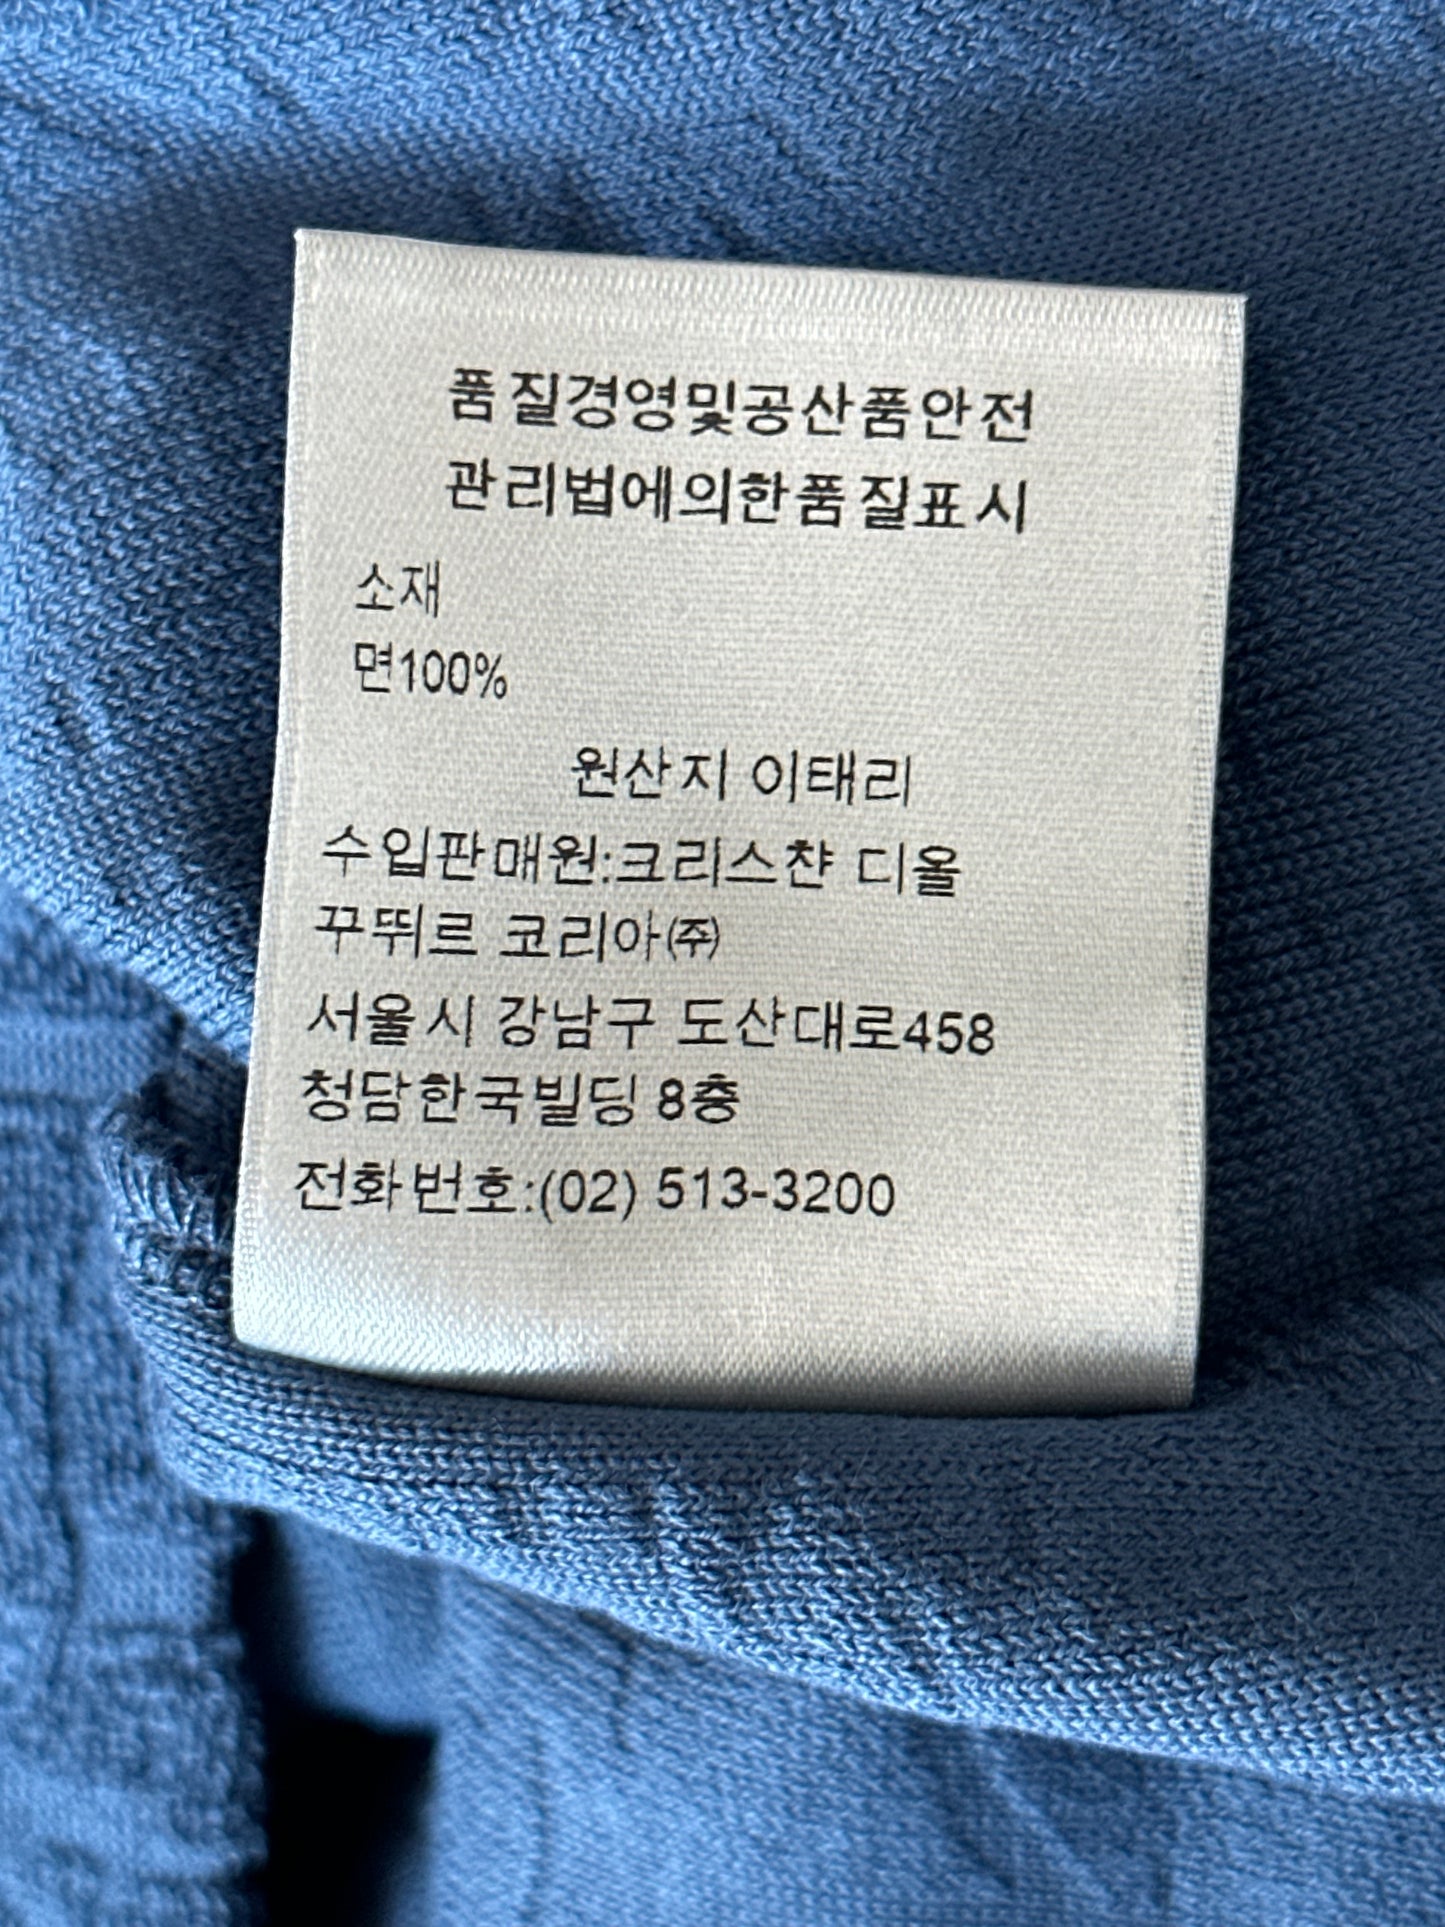 품질경영및공산품안전
관리법에의한품질표시
소재
면100%
원산지 이태리
수입판매원:크리스챤 디올
꾸뛰르 코리아㈜
서울시 강남구 도산대로458
청담한국빌딩 8층
전화번호:(02) 513-3200